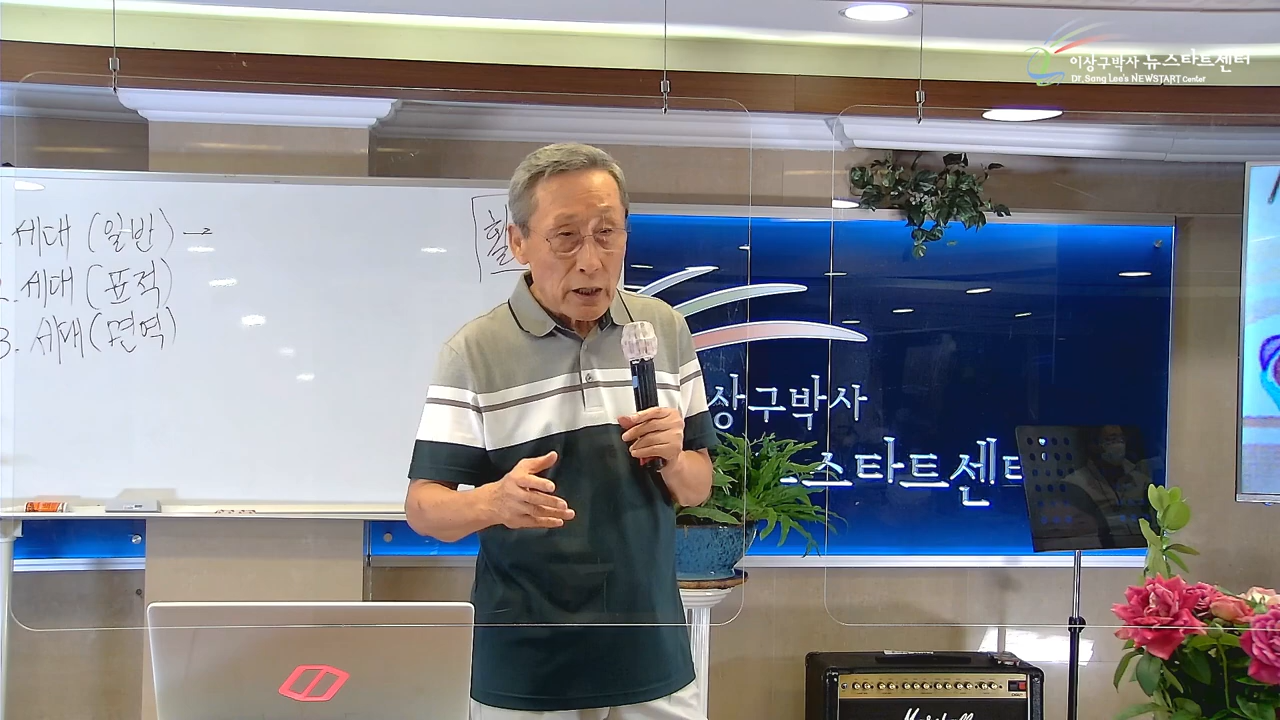 이상구박사 뉴스타트센터
Dr. Sang Lee's NEWSTART Center
세대 (일반) →
2. 세대 (표적)
3. 세대 (면역)
상구박사
스타트센터
Marshall